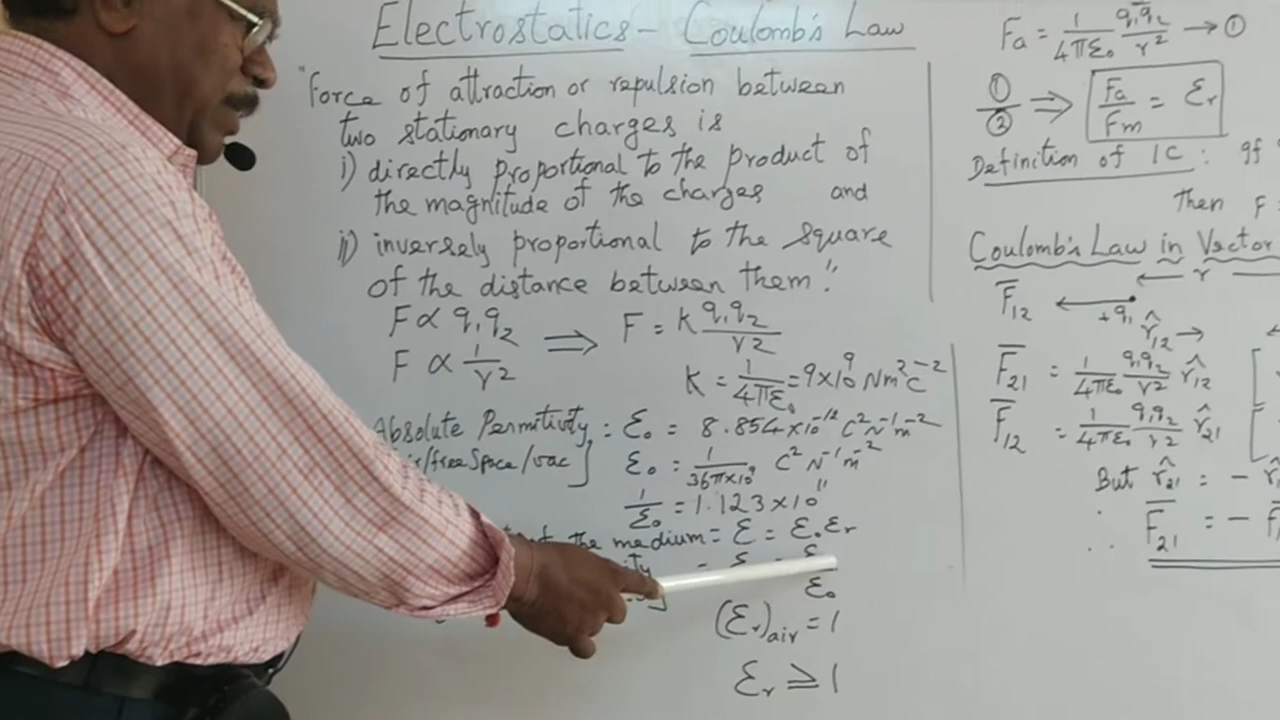 Electrostatics - Coulomb's Law
"Force of attraction or repulsion between
two stationary charges is
i) directly proportional to the product of
the magnitude of the charges and
ii) inversely proportional to the square
of the distance between them."
F ∝ q₁q₂
F ∝ 1/r²
⟹ F = K q₁q₂/r²
K = 1/4πε₀ = 9×10⁹ Nm²C⁻²
Absolute Permitivity : ε₀ = 8.854×10⁻¹² C²N⁻¹m⁻²
/free Space/vac] ε₀ = 1/36π×10⁹ C²N⁻¹m⁻²
1/ε₀ = 1.123×10¹¹
the medium = ε = ε₀εᵣ
ε₀
(εᵣ)air = 1
εᵣ ≥ 1
Fa = 1/4πε₀ q₁q₂/r² → ①
①/② ⟹ Fa/Fm = εᵣ
Definition of 1C : gf
Then F =
Coulomb's Law in Vector
← r
F̅₁₂ ← +q₁ r̂₁₂ →
F̅₂₁ = 1/4πε₀ q₁q₂/r² r̂₁₂
F̅₁₂ = 1/4πε₀ q₁q₂/r² r̂₂₁
But r̂₂₁ = - r̂
∴ F̅₂₁ = - F̅